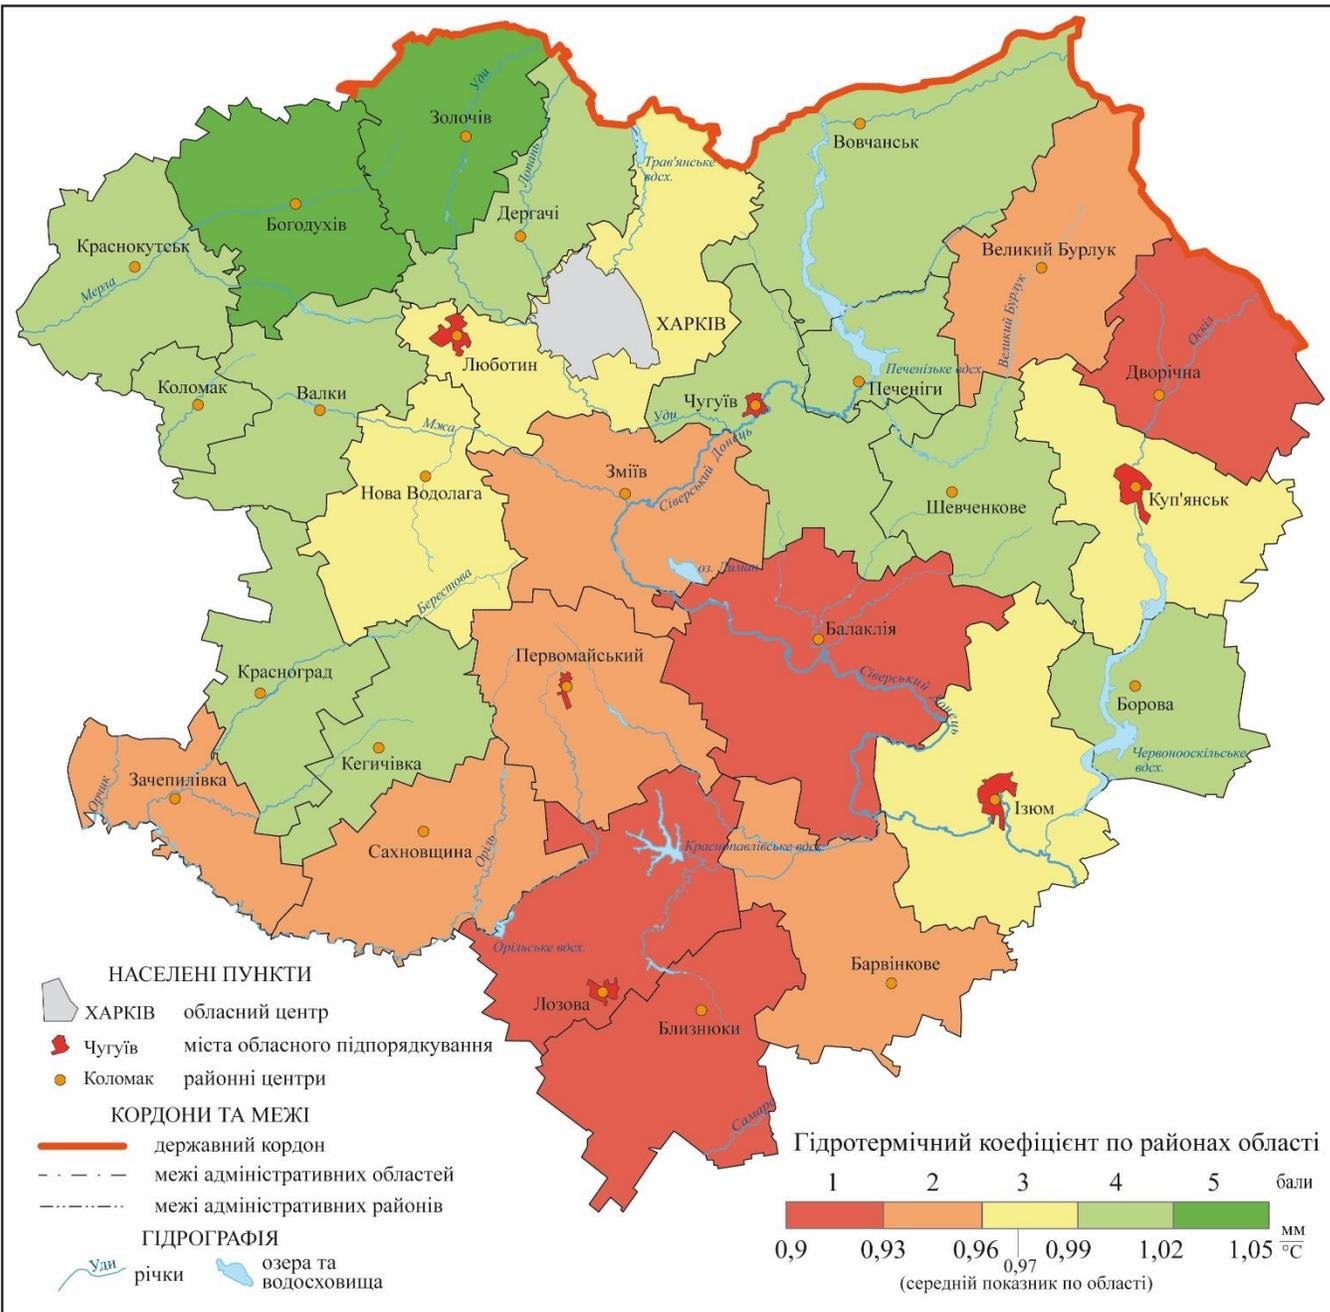 Уди
Золочів
Вовчанськ
Трав'янське
вдсх.
Лопань
Богодухів
Дергачі
Краснокутськ
Великий Бурлук
Мерла
ХАРКІВ
Великий Бурлук
Оскіл
Люботин
Печенізьке вдсх.
Дворічна
Коломак
Валки
Печеніги
Чугуїв
Уди
Мжа
Сіверський Донець
Зміїв
Нова Водолага
Шевченкове
Куп'янськ
оз. Лиман
Берестова
Балаклія
Первомайський
Красноград
Сіверський Донець
Борова
Кегичівка
Червонооскільське
вдсх.
Зачепилівка
Орчик
Ізюм
Сахновщина
Оріль
Краснопавлівське вдсх.
Орільське вдсх.
Барвінкове
Лозова
Близнюки
Самара
НАСЕЛЕНІ ПУНКТИ
ХАРКІВ обласний центр
Чугуїв міста обласного підпорядкування
Коломак районні центри
КОРДОНИ ТА МЕЖІ
державний кордон
межі адміністративних областей
межі адміністративних районів
ГІДРОГРАФІЯ
Уди річки
озера та
водосховища
Гідротермічний коефіцієнт по районах області
1 2 3 4 5 бали
0,9 0,93 0,96 0,99 1,02 1,05 мм
°С
0,97
(середній показник по області)